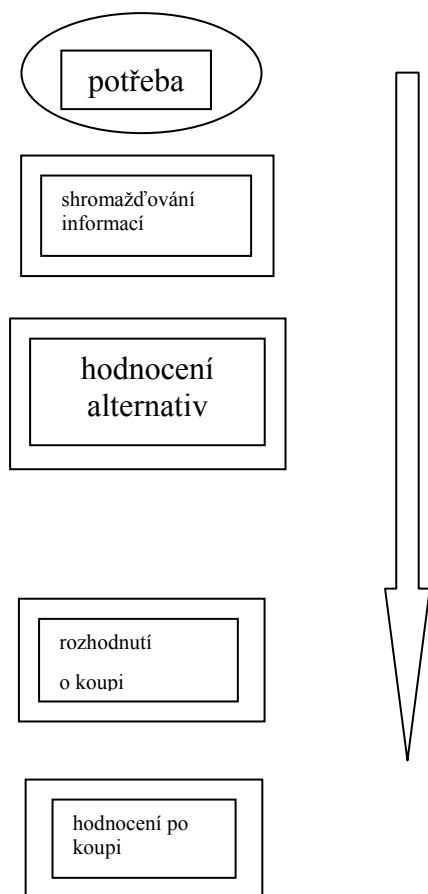 potřeba
shromažďování
informací
hodnocení
alternativ
rozhodnutí
o koupi
hodnocení po
koupi